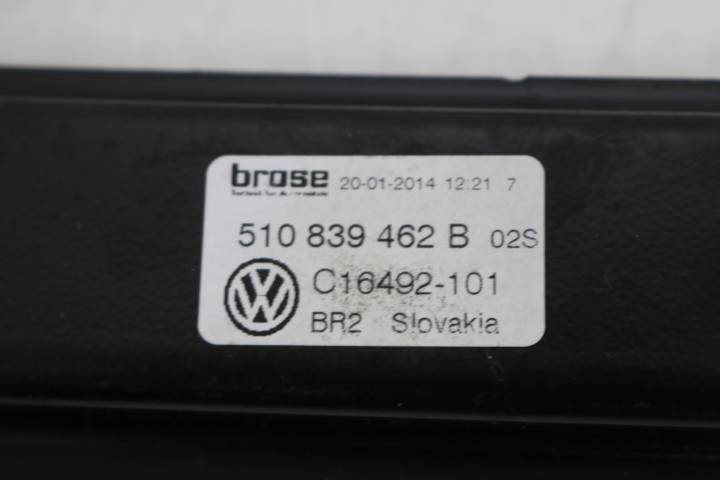 brose 20-01-2014 12:21 7
510 839 462 B 02S
C16492-101
BR2 Slovakia